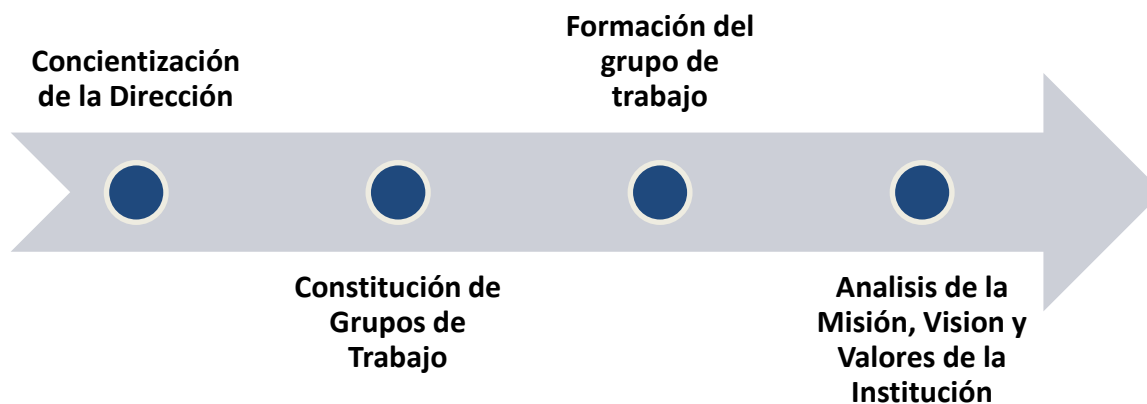 Concientización
de la Dirección
Constitución de
Grupos de
Trabajo
Formación del
grupo de
trabajo
Analisis de la
Misión, Vision y
Valores de la
Institución